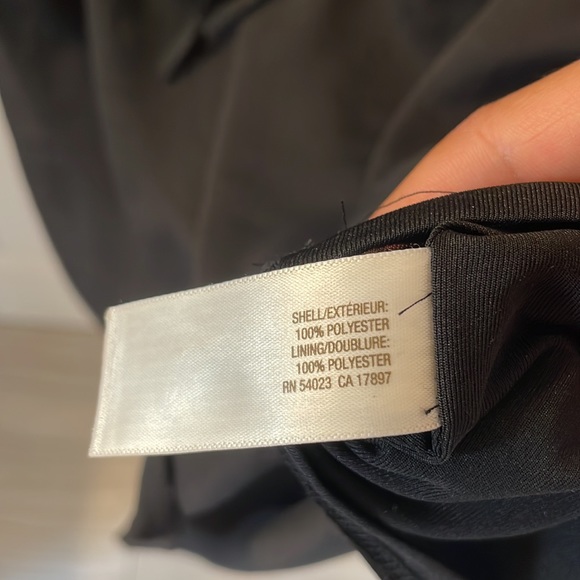 SHELL/EXTÉRIEUR:
100% POLYESTER
LINING/DOUBLURE:
100% POLYESTER
RN 54023 CA 17897